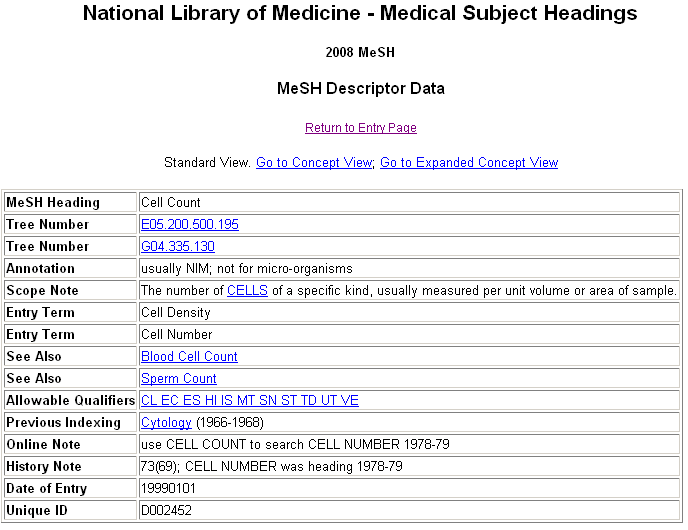 National Library of Medicine - Medical Subject Headings
2008 MeSH
MeSH Descriptor Data
Return to Entry Page
Standard View. Go to Concept View; Go to Expanded Concept View
MeSH Heading Cell Count
Tree Number E05.200.500.195
Tree Number G04.335.130
Annotation usually NIM; not for micro-organisms
Scope Note The number of CELLS of a specific kind, usually measured per unit volume or area of sample.
Entry Term Cell Density
Entry Term Cell Number
See Also Blood Cell Count
See Also Sperm Count
Allowable Qualifiers CL EC ES HI IS MT SN ST TD UT VE
Previous Indexing Cytology (1966-1968)
Online Note use CELL COUNT to search CELL NUMBER 1978-79
History Note 73(69); CELL NUMBER was heading 1978-79
Date of Entry 19990101
Unique ID D002452